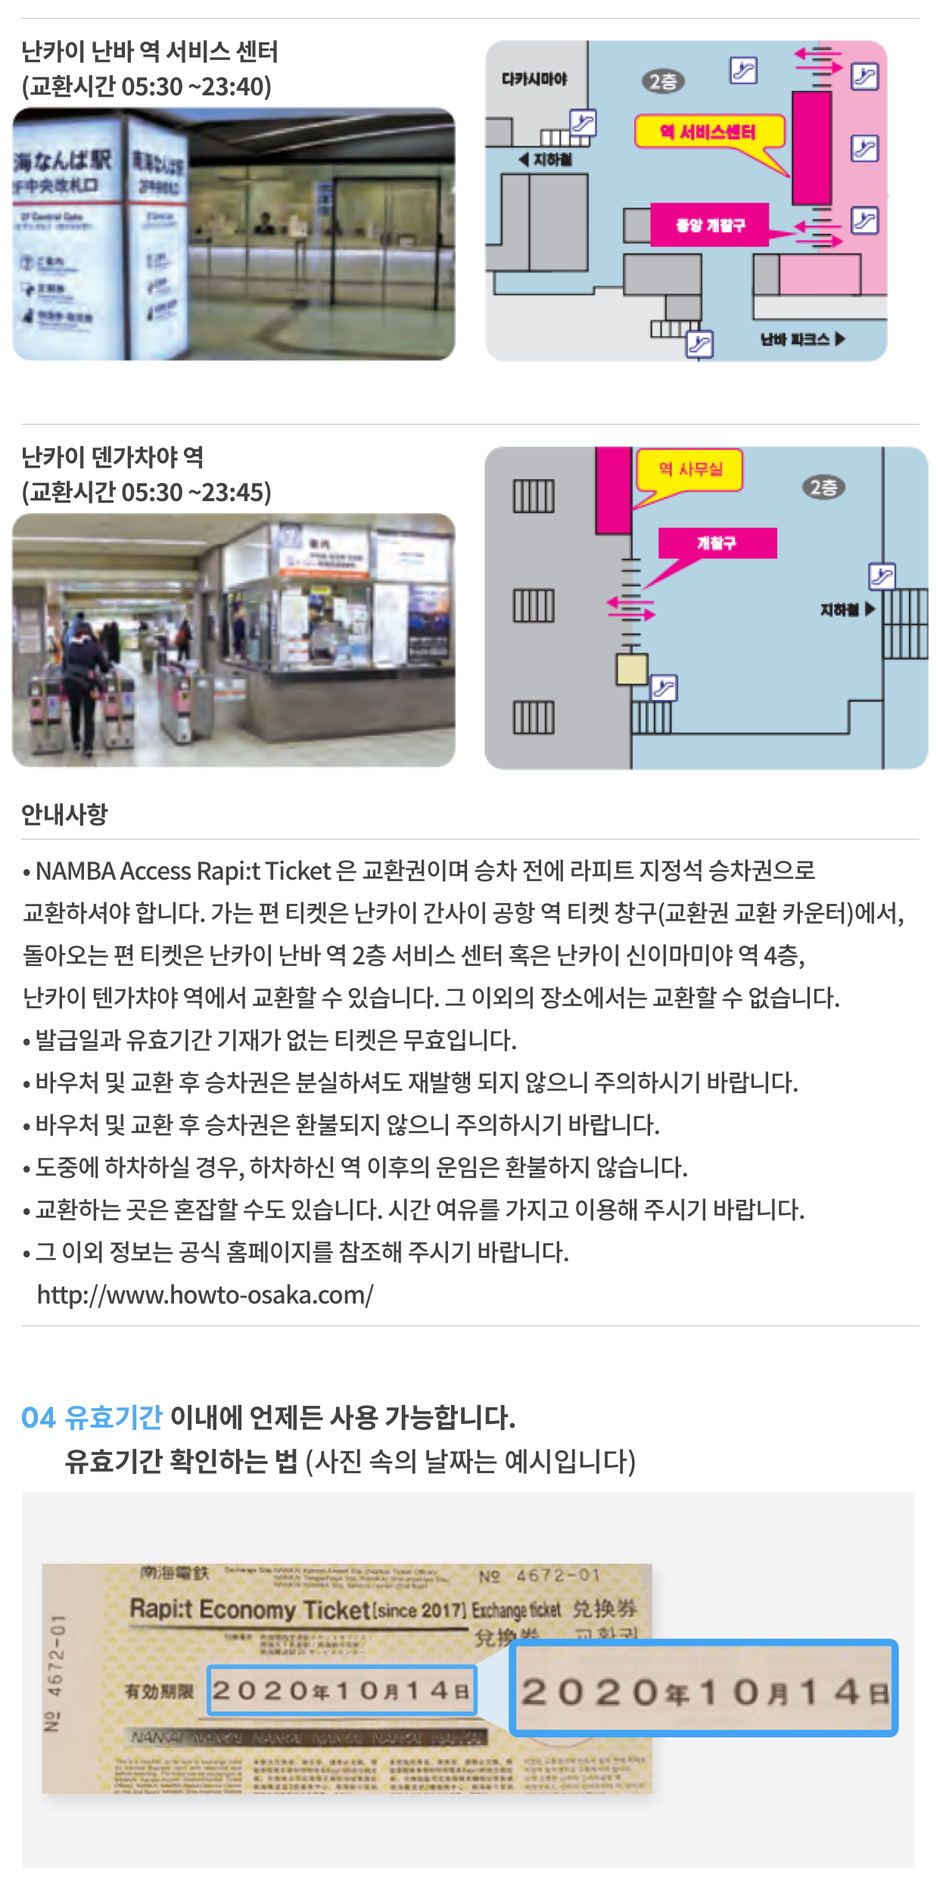 난카이 난바 역 서비스 센터
(교환시간 05:30 ~23:40)
海なんば駅
2F中央改札口
2F Central Gate
ご案内
定期券
다카시마야
2층
역 서비스센터
◀ 지하철
중앙 개찰구
난바 파크스 ▶
난카이 덴가차야 역
(교환시간 05:30 ~23:45)
案内
역 사무실
2층
개찰구
지하철 ▶
안내사항
• NAMBA Access Rapi:t Ticket 은 교환권이며 승차 전에 라피트 지정석 승차권으로
교환하셔야 합니다. 가는 편 티켓은 난카이 간사이 공항 역 티켓 창구(교환권 교환 카운터)에서,
돌아오는 편 티켓은 난카이 난바 역 2층 서비스 센터 혹은 난카이 신이마미야 역 4층,
난카이 텐가챠야 역에서 교환할 수 있습니다. 그 이외의 장소에서는 교환할 수 없습니다.
• 발급일과 유효기간 기재가 없는 티켓은 무효입니다.
• 바우처 및 교환 후 승차권은 분실하셔도 재발행 되지 않으니 주의하시기 바랍니다.
• 바우처 및 교환 후 승차권은 환불되지 않으니 주의하시기 바랍니다.
• 도중에 하차하실 경우, 하차하신 역 이후의 운임은 환불하지 않습니다.
• 교환하는 곳은 혼잡할 수도 있습니다. 시간 여유를 가지고 이용해 주시기 바랍니다.
• 그 이외 정보는 공식 홈페이지를 참조해 주시기 바랍니다.
http://www.howto-osaka.com/
04 유효기간 이내에 언제든 사용 가능합니다.
유효기간 확인하는 법 (사진 속의 날짜는 예시입니다)
南海電鉄
№ 4672-01
№ 4672-01
Rapi:t Economy Ticket[since 2017] Exchange ticket 兌換券
兌換券 교환권
有効期限 2020年10月14日
2020年10月14日
NANKAI NANKAI NANKAI NANKAI NANKAI